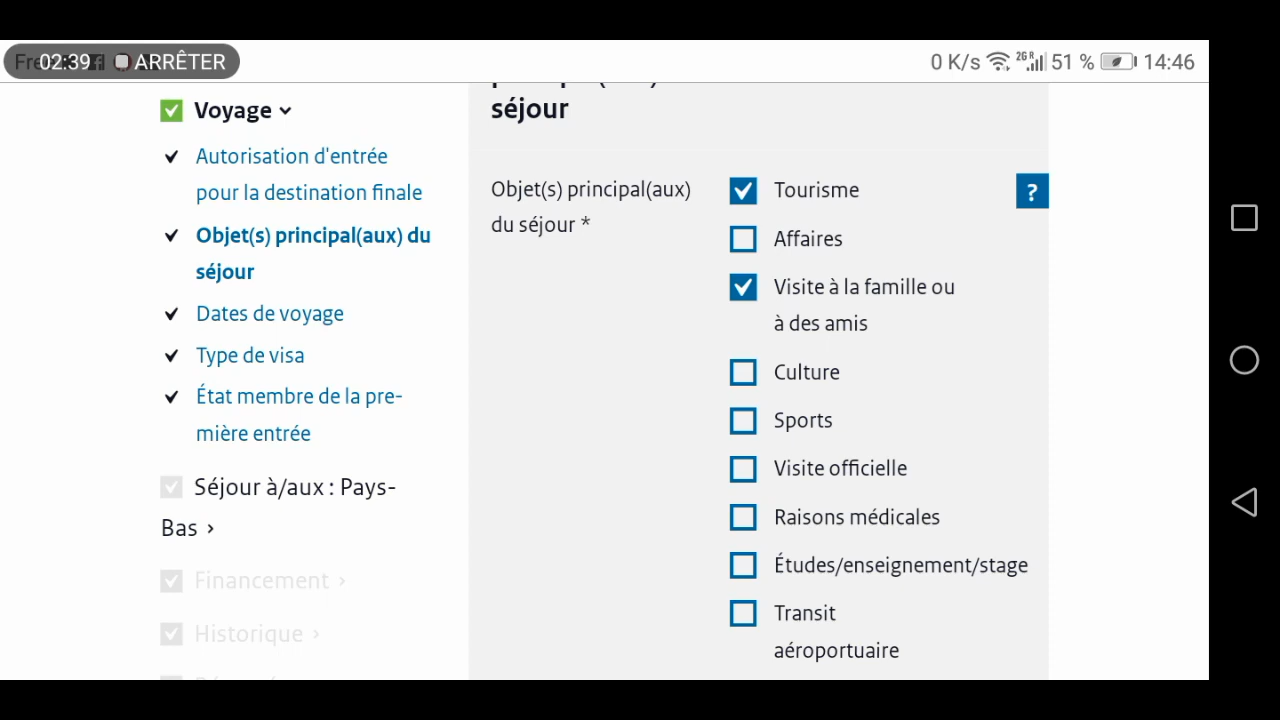 02:39 ARRÊTER
0 K/s 2G R 51 % 14:46
Voyage
Autorisation d'entrée
pour la destination finale
Objet(s) principal(aux) du
séjour
Dates de voyage
Type de visa
État membre de la pre-
mière entrée
Séjour à/aux : Pays-
Bas ›
Financement ›
Historique ›
séjour
Objet(s) principal(aux)
du séjour *
Tourisme
?
Affaires
Visite à la famille ou
à des amis
Culture
Sports
Visite officielle
Raisons médicales
Études/enseignement/stage
Transit
aéroportuaire